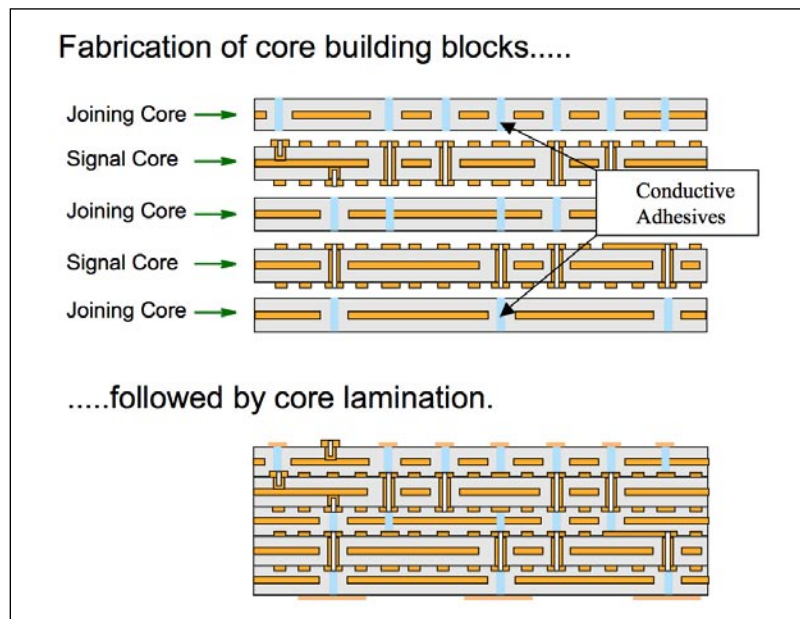 Fabrication of core building blocks.....
Joining Core
Signal Core
Joining Core
Signal Core
Joining Core
Conductive
Adhesives
.....followed by core lamination.